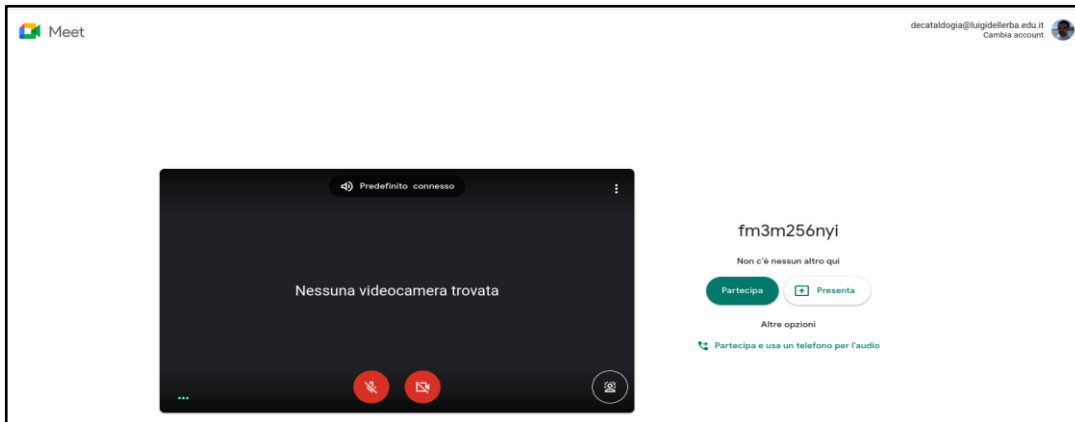 Meet
decataldogia@luigidellerba.edu.it
Cambia account
Predefinito connesso
Nessuna videocamera trovata
fm3m256nyi
Non c'è nessun altro qui
Partecipa
Presenta
Altre opzioni
Partecipa e usa un telefono per l'audio